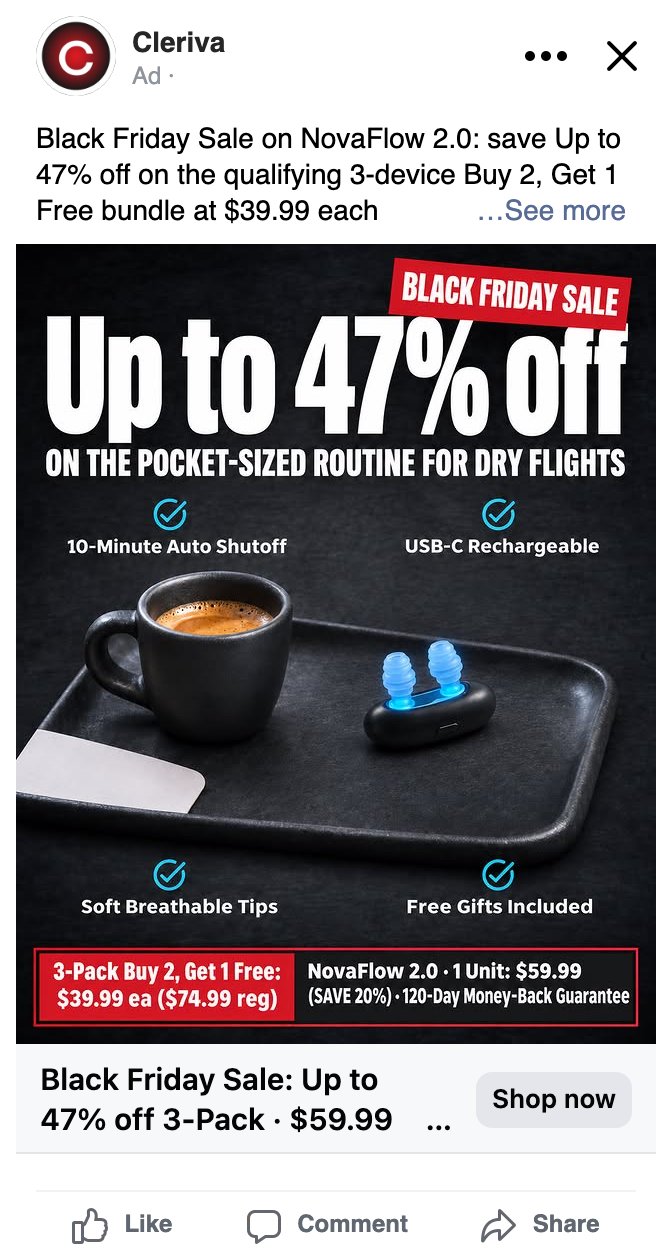 C
Cleriva
Ad ·
Black Friday Sale on NovaFlow 2.0: save Up to
47% off on the qualifying 3-device Buy 2, Get 1
Free bundle at $39.99 each ...See more
BLACK FRIDAY SALE
Up to 47% off
ON THE POCKET-SIZED ROUTINE FOR DRY FLIGHTS
10-Minute Auto Shutoff
USB-C Rechargeable
Soft Breathable Tips
Free Gifts Included
3-Pack Buy 2, Get 1 Free:
$39.99 ea ($74.99 reg)
NovaFlow 2.0 · 1 Unit: $59.99
(SAVE 20%) · 120-Day Money-Back Guarantee
Black Friday Sale: Up to
47% off 3-Pack · $59.99 ...
Shop now
Like
Comment
Share